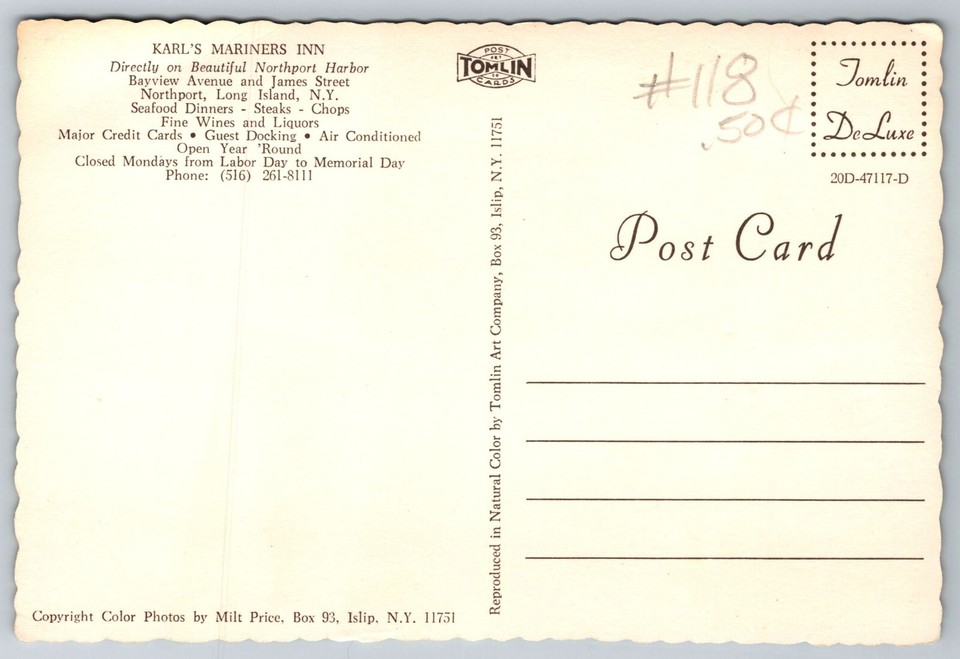 KARL'S MARINERS INN
Directly on Beautiful Northport Harbor
Bayview Avenue and James Street
Northport, Long Island, N.Y.
Seafood Dinners - Steaks - Chops
Fine Wines and Liquors
Major Credit Cards • Guest Docking • Air Conditioned
Open Year 'Round
Closed Mondays from Labor Day to Memorial Day
Phone: (516) 261-8111
Copyright Color Photos by Milt Price, Box 93, Islip, N.Y. 11751
POST
TOMLIN
CARDS
Reproduced in Natural Color by Tomlin Art Company, Box 93, Islip, N.Y. 11751
#118
.50¢
Tomlin
DeLuxe
20D-47117-D
Post Card